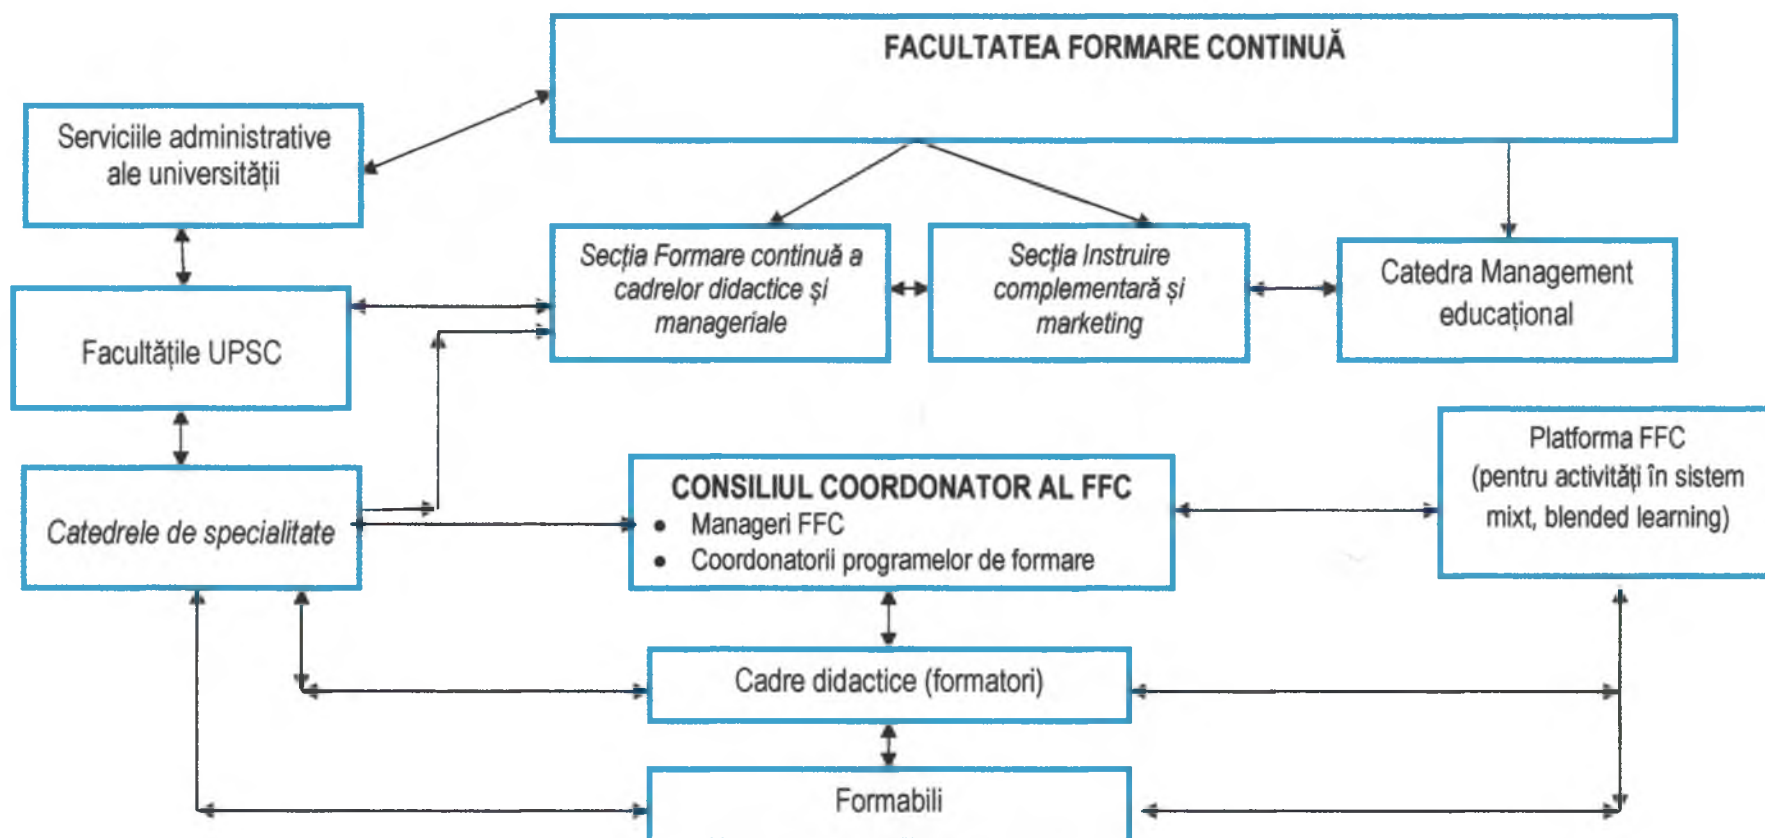 FACULTATEA FORMARE CONTINUĂ
Serviciile administrative
ale universității
Secția Formare continuă a
cadrelor didactice și
manageriale
Secția Instruire
complementară și
marketing
Catedra Management
educațional
Facultățile UPSC
Platforma FFC
(pentru activități în sistem
mixt, blended learning)
Catedrele de specialitate
CONSILIUL COORDONATOR AL FFC
• Manageri FFC
• Coordonatorii programelor de formare
Cadre didactice (formatori)
Formabili